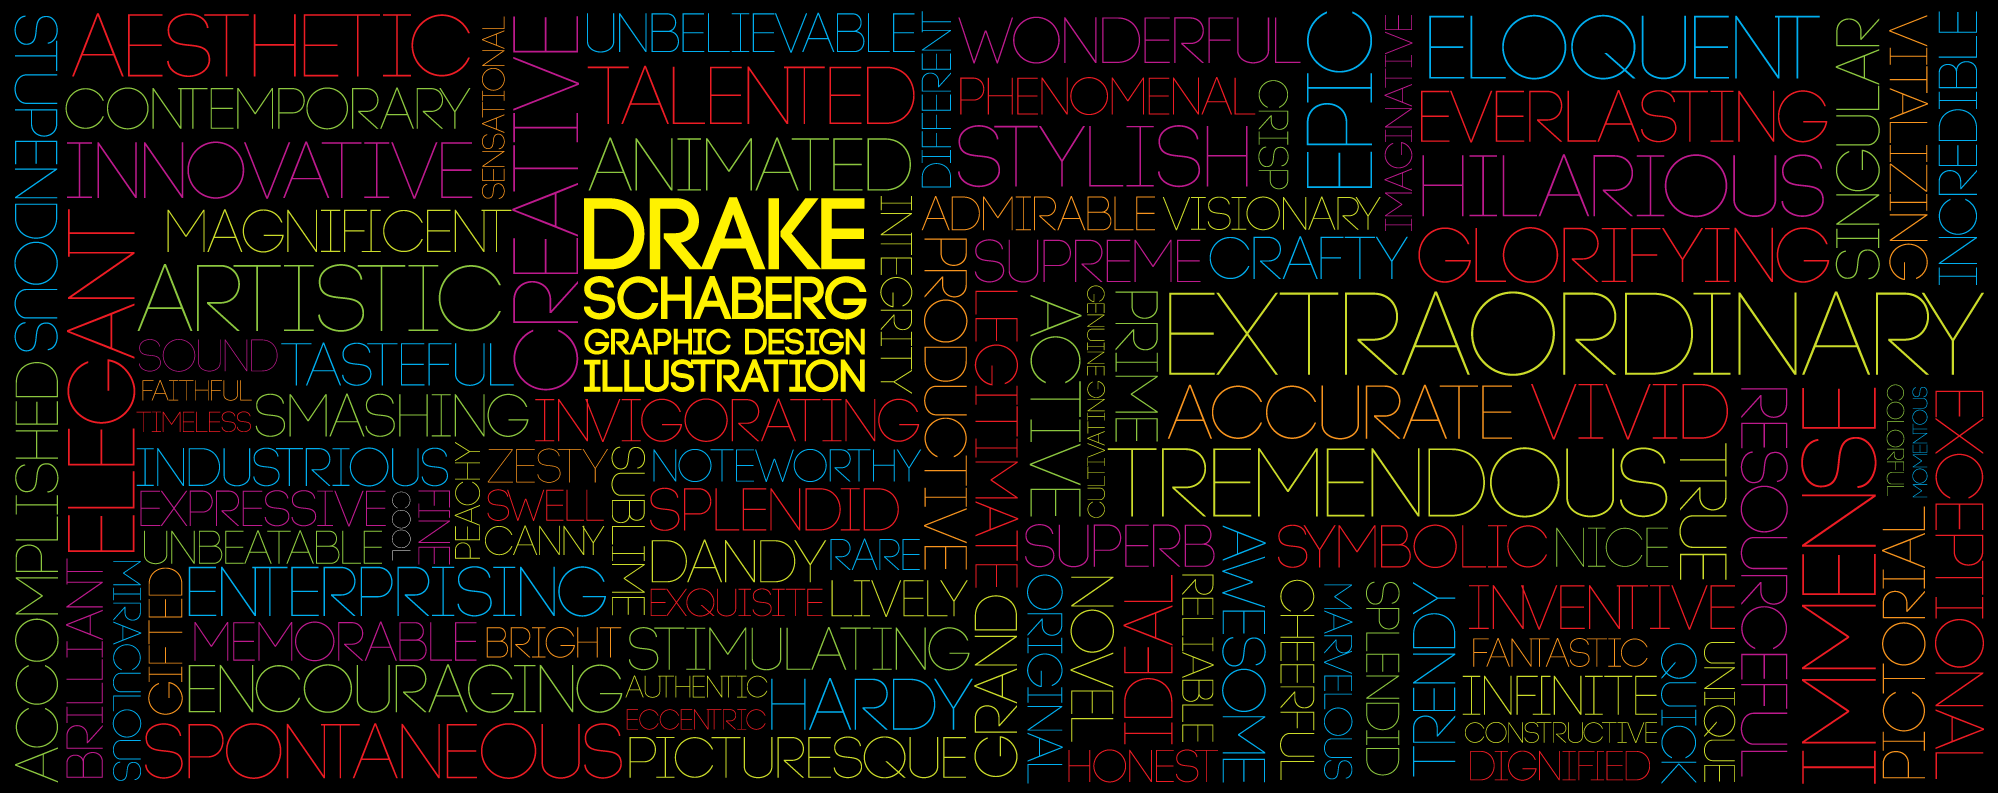 STUPENDUOUS
AESTHETIC
CONTEMPORARY
INNOVATIVE
SENSATIONAL
CREATIVE
UNBELIEVABLE
TALENTED
ANIMATED
DIFFERENT
WONDERFUL
PHENOMENAL
STYLISH
CRISP
EPIC
IMAGINATIVE
ELOQUENT
EVERLASTING
HILARIOUS
GLORIFYING
SINGULAR
VITALIZING
INCREDIBLE
ELEGANT
MAGNIFICENT
ARTISTIC
DRAKE
SCHABERG
GRAPHIC DESIGN
ILLUSTRATION
INTEGRITY
ADMIRABLE
VISIONARY
PRODUCTIVE
SUPREME
CRAFTY
LEGITIMATE
ACTIVE
GENUINE
CULTIVATING
PRIME
EXTRAORDINARY
SOUND
TASTEFUL
FAITHFUL
TIMELESS
SMASHING
INVIGORATING
ACCURATE
VIVID
RESOURCEFUL
IMMENSE
COLORFUL
MOMENTOUS
EXCEPTIONAL
ACCOMPLISHED
INDUSTRIOUS
PEACHY
ZESTY
SUBLIME
NOTEWORTHY
TREMENDOUS
TRUE
EXPRESSIVE
COOL
FINE
SWELL
SPLENDID
UNBEATABLE
CANNY
DANDY
RARE
SUPERB
AWESOME
SYMBOLIC
NICE
PICTORIAL
BRILLIANT
MIRACULOUS
GIFTED
ENTERPRISING
EXQUISITE
LIVELY
GRAND
ORIGINAL
NOVEL
IDEAL
RELIABLE
CHEERFUL
MARVELOUS
SPLENDID
TRENDY
INVENTIVE
MEMORABLE
BRIGHT
STIMULATING
FANTASTIC
QUICK
UNIQUE
ENCOURAGING
AUTHENTIC
HARDY
INFINITE
ECCENTRIC
CONSTRUCTIVE
SPONTANEOUS
PICTURESQUE
HONEST
DIGNIFIED